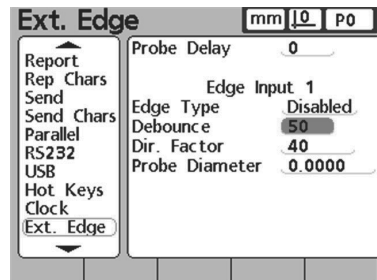 Ext. Edge
mm
0
P0
Report
Rep Chars
Send
Send Chars
Parallel
RS232
USB
Hot Keys
Clock
Ext. Edge
Probe Delay 0
Edge Input 1
Edge Type Disabled
Debounce 50
Dir. Factor 40
Probe Diameter 0.0000